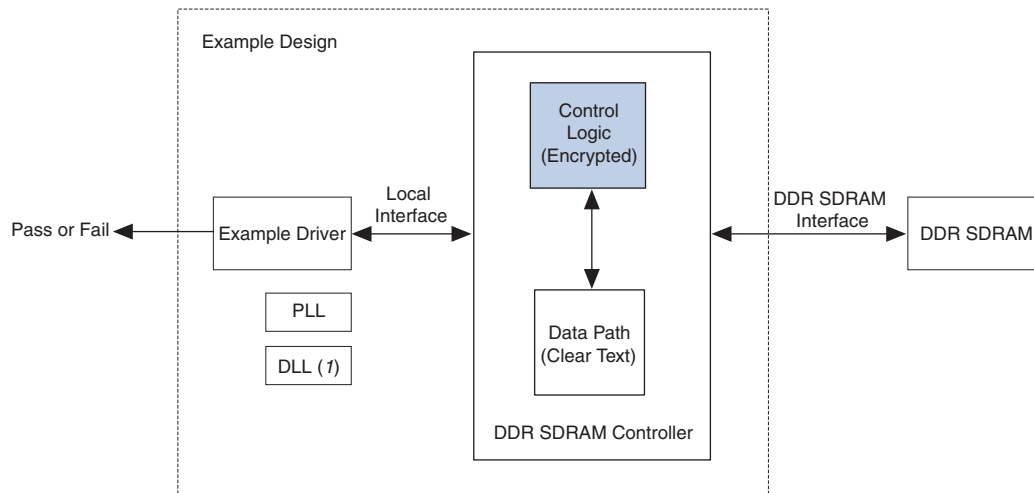 Example Design
Control
Logic
(Encrypted)
Local
Interface
DDR SDRAM
Interface
Pass or Fail
Example Driver
DDR SDRAM
PLL
DLL (1)
Data Path
(Clear Text)
DDR SDRAM Controller